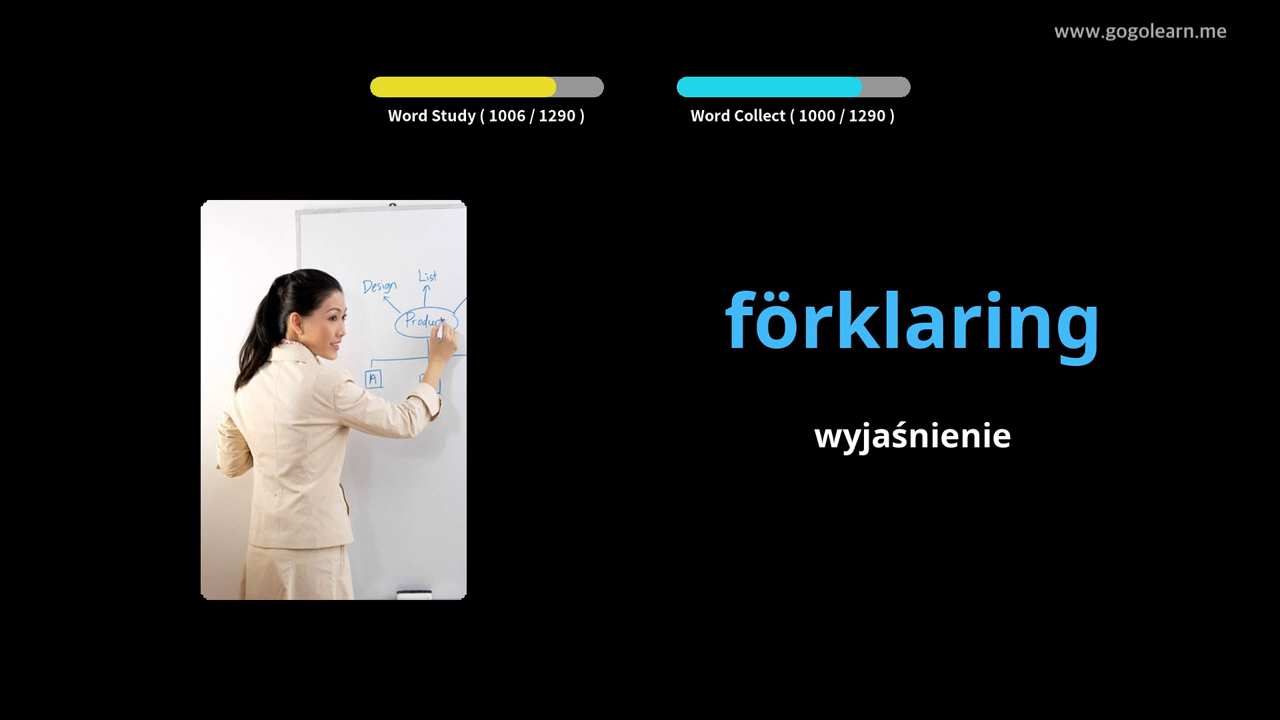 www.gogolearn.me
Word Study ( 1006 / 1290 )
Word Collect ( 1000 / 1290 )
List
Design
Product
A
förklaring
wyjaśnienie